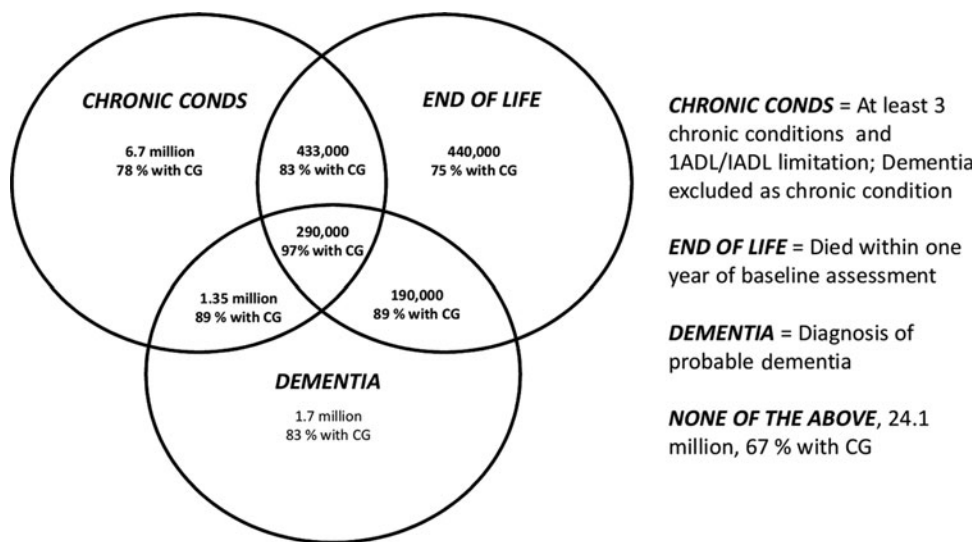 CHRONIC CONDS
6.7 million
78 % with CG
433,000
83 % with CG
END OF LIFE
440,000
75 % with CG
290,000
97% with CG
1.35 million
89 % with CG
190,000
89 % with CG
DEMENTIA
1.7 million
83 % with CG
CHRONIC CONDS = At least 3
chronic conditions and
1ADL/IADL limitation; Dementia
excluded as chronic condition
END OF LIFE = Died within one
year of baseline assessment
DEMENTIA = Diagnosis of
probable dementia
NONE OF THE ABOVE, 24.1
million, 67 % with CG